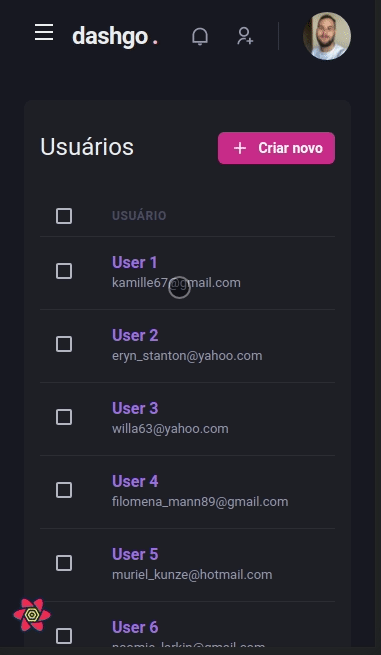 dashgo.
Usuários
Criar novo
USUÁRIO
User 1
kamille67@gmail.com
User 2
eryn_stanton@yahoo.com
User 3
willa63@yahoo.com
User 4
filomena_mann89@gmail.com
User 5
muriel_kunze@hotmail.com
User 6